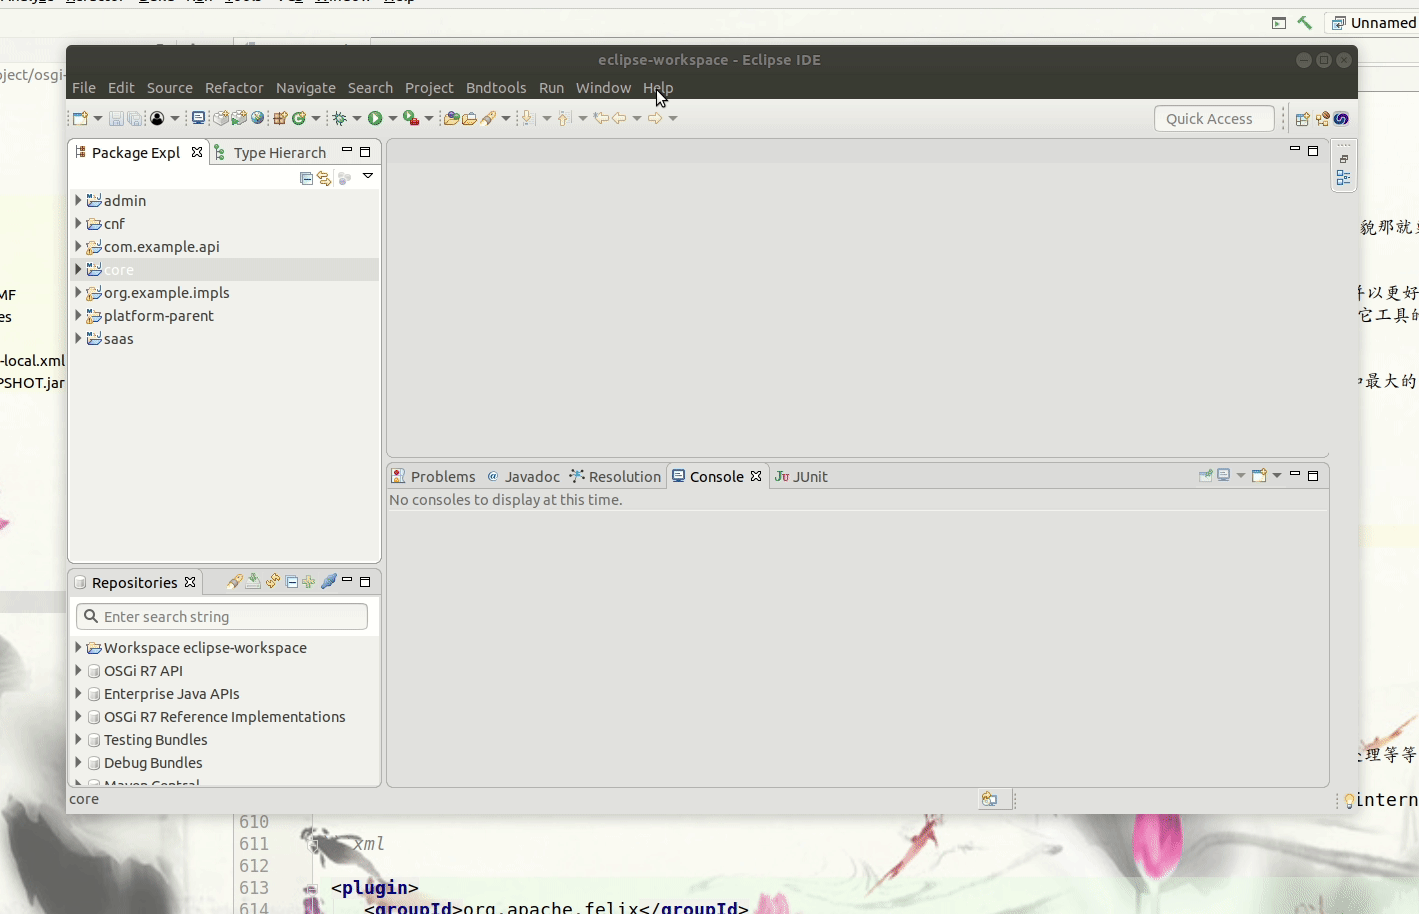 Unnamed
oject/osgi-
eclipse-workspace - Eclipse IDE
File Edit Source Refactor Navigate Search Project Bndtools Run Window Help
Quick Access
Package Expl Type Hierarch
admin
cnf
com.example.api
core
org.example.impls
platform-parent
saas
MF
es
-local.xml
PSHOT.jar
貌那就
以更好
它工具的
最大的
Problems @ Javadoc Resolution Console JUnit
No consoles to display at this time.
Repositories
Enter search string
Workspace eclipse-workspace
OSGi R7 API
Enterprise Java APIs
OSGi R7 Reference Implementations
Testing Bundles
Debug Bundles
Maven Central
理等等
core
intern
610
611 xml
612
613 <plugin>
614 <groupId>org.apache.felix</groupId>